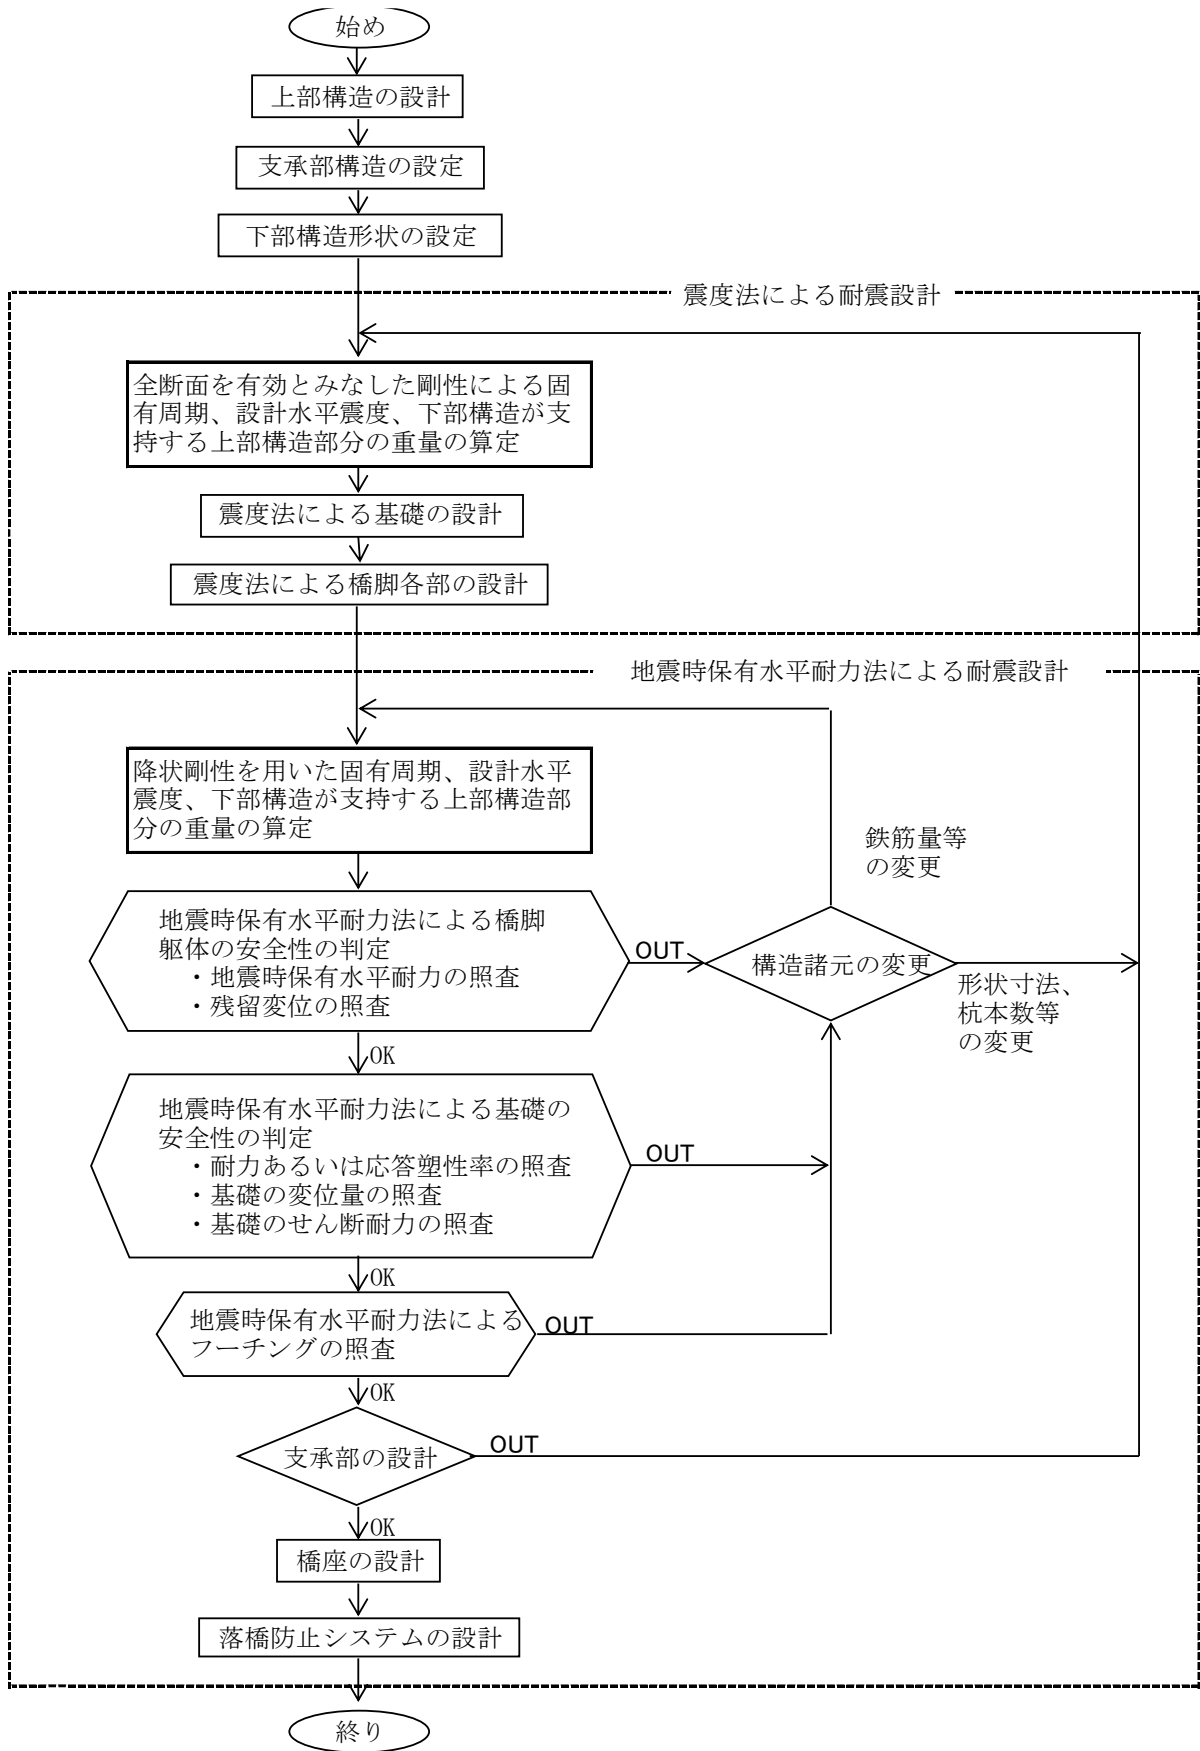 始め
上部構造の設計
支承部構造の設定
下部構造形状の設定
震度法による耐震設計
全断面を有効とみなした剛性による固
有周期、設計水平震度、下部構造が支
持する上部構造部分の重量の算定
震度法による基礎の設計
震度法による橋脚各部の設計
地震時保有水平耐力法による耐震設計
降状剛性を用いた固有周期、設計水平
震度、下部構造が支持する上部構造部
分の重量の算定
鉄筋量等
の変更
地震時保有水平耐力法による橋脚
躯体の安全性の判定
・地震時保有水平耐力の照査
・残留変位の照査
OUT
構造諸元の変更
形状寸法、
杭本数等
の変更
OK
地震時保有水平耐力法による基礎の
安全性の判定
・耐力あるいは応答塑性率の照査
・基礎の変位量の照査
・基礎のせん断耐力の照査
OUT
OK
地震時保有水平耐力法による
フーチングの照査
OUT
OK
支承部の設計
OUT
OK
橋座の設計
落橋防止システムの設計
終り